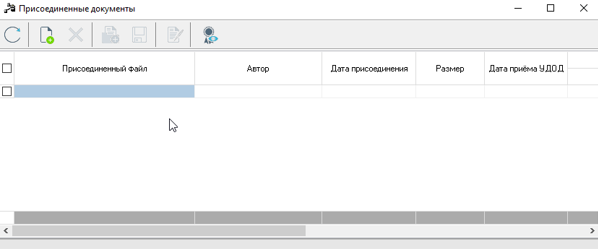 Присоединенные документы
Присоединенный файл Автор Дата присоединения Размер Дата приёма УДОД